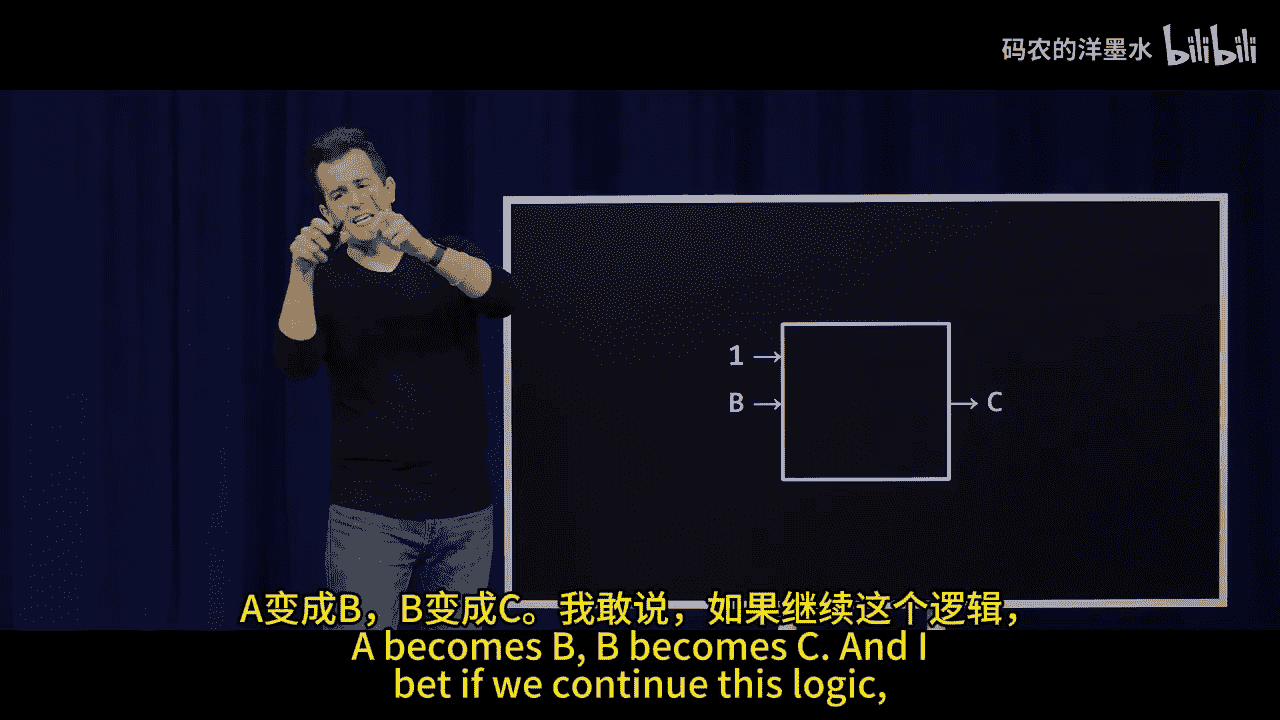 码农的洋墨水 bilibili
1 →
B → → C
A变成B，B变成C。我敢说，如果继续这个逻辑，
A becomes B, B becomes C. And I
bet if we continue this logic,